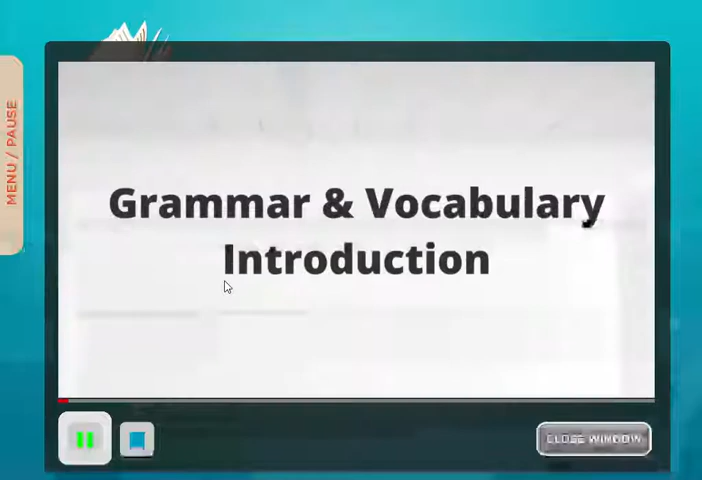 MENU / PAUSE
Grammar & Vocabulary
Introduction
CLOSE WINDOW